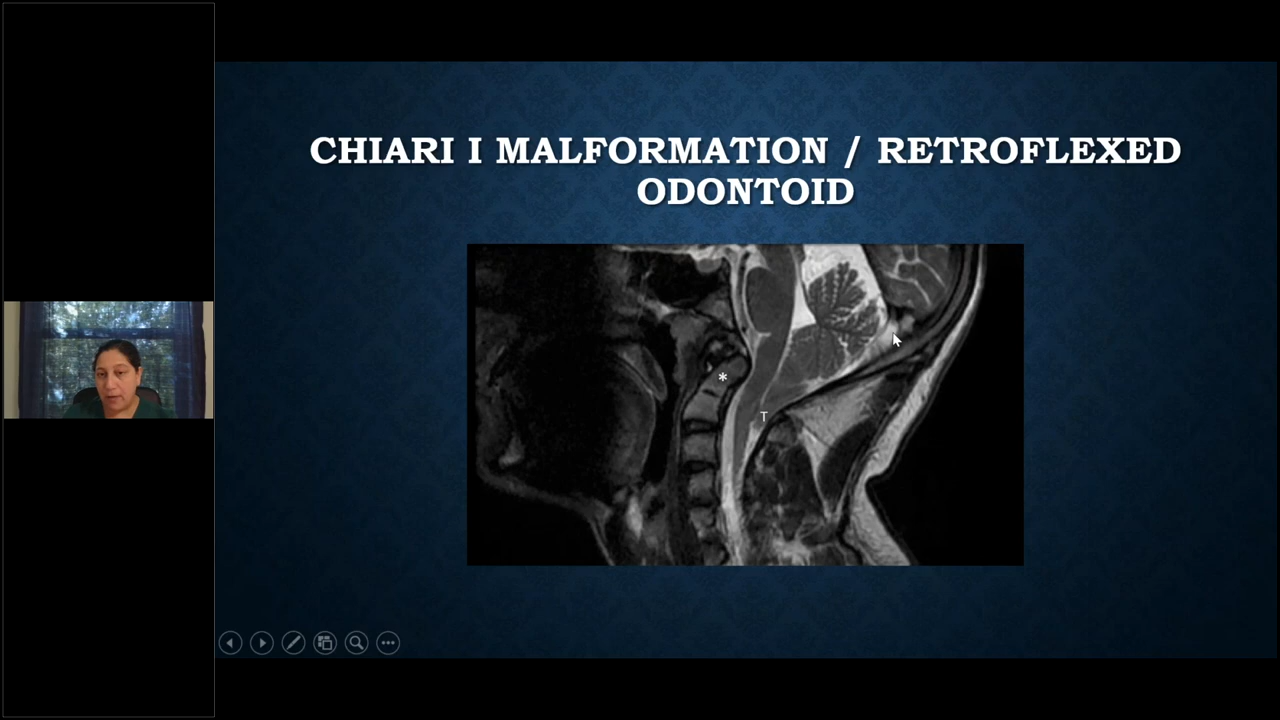 CHIARI I MALFORMATION / RETROFLEXED
ODONTOID
*
T